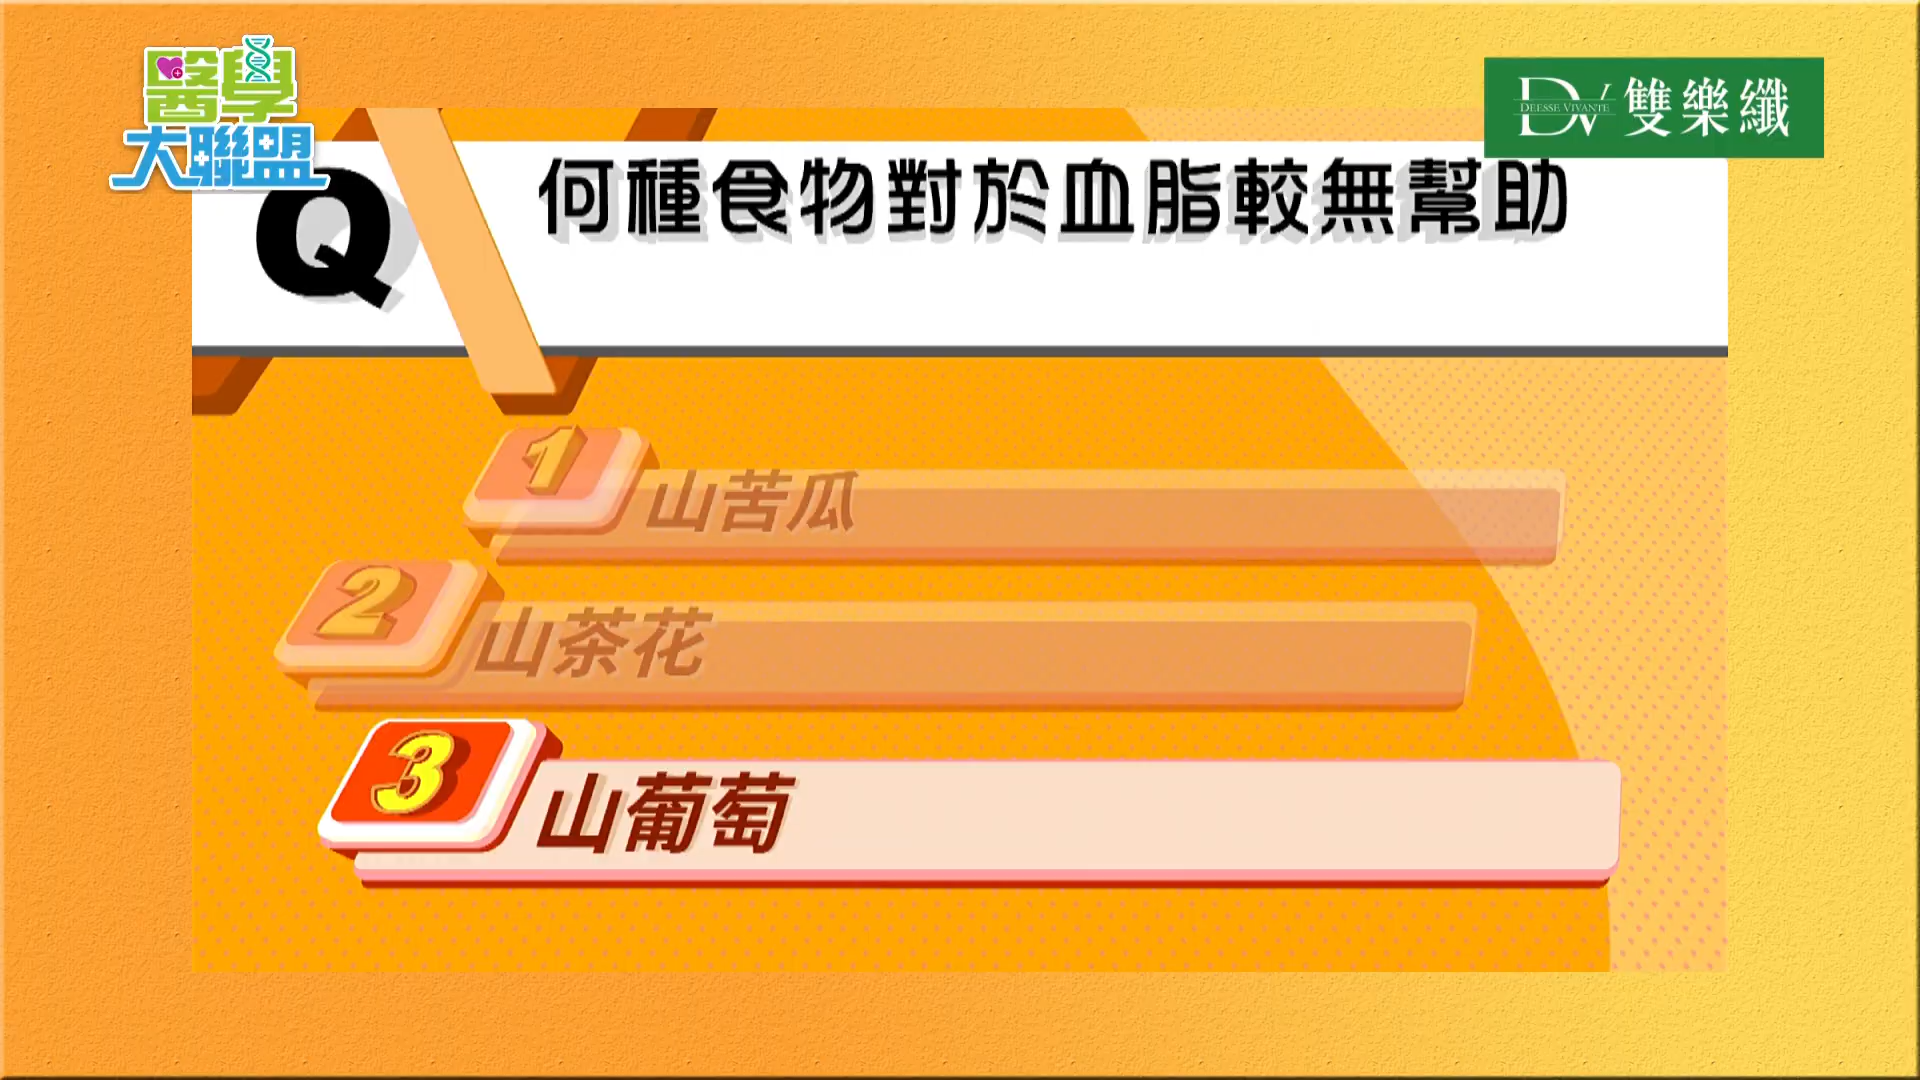 醫學
大聯盟
DV
DEESSE VIVANTE
雙樂纖
Q
何種食物對於血脂較無幫助
1
山苦瓜
2
山茶花
3
山葡萄